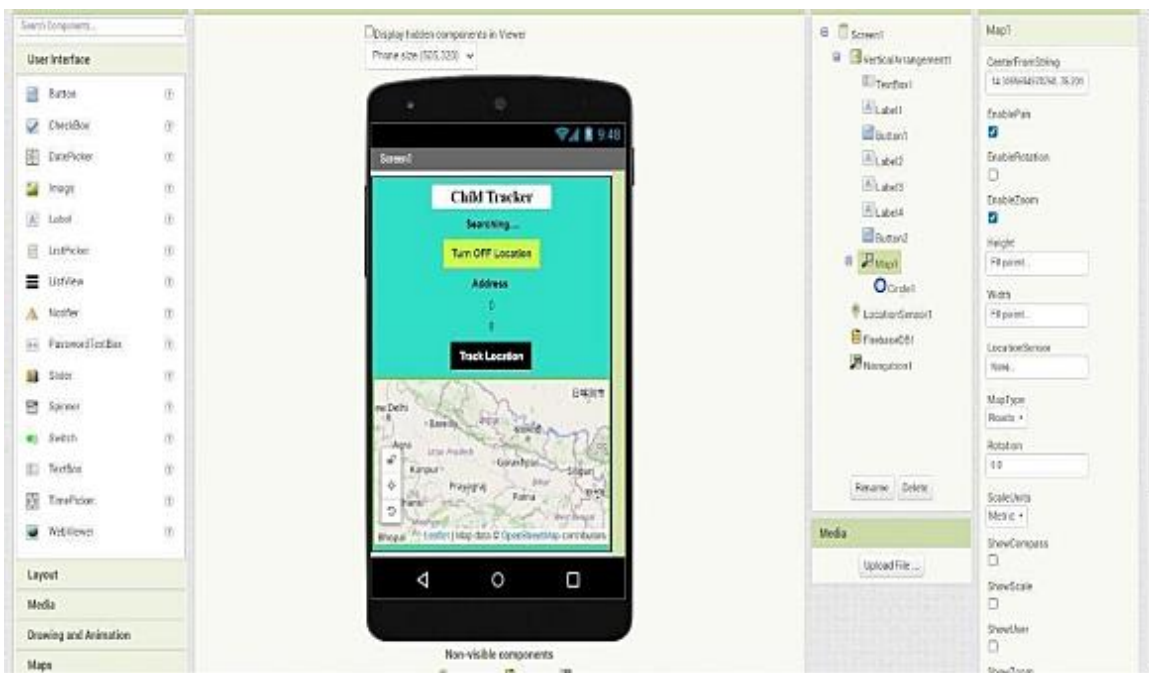 Search Components...
User Interface
Button
CheckBox
DatePicker
Image
Label
ListPicker
ListView
Notifier
PasswordTextBox
Slider
Spinner
Switch
TextBox
TimePicker
WebViewer
Layout
Media
Drawing and Animation
Maps
Display hidden components in Viewer
Phone size (505,320)
9:48
Screen1
Child Tracker
Searching...
Turn OFF Location
Address
0
Track Location
New Delhi
Bareilly
Agra
Uttar Pradesh
Kanpur
Gorakhpur
Siliguri
Prayagraj
Patna
Bihar
Bhopal
Leaflet | Map data © OpenStreetMap contributors
Non-visible components
Screen1
VerticalArrangement1
TextBox1
Label1
Button1
Label2
Label3
Label4
Button2
Map1
Circle1
LocationSensor1
FirebaseDB1
Navigation1
Rename Delete
Media
Upload File ...
Map1
CenterFromString
EnablePan
EnableRotation
EnableZoom
Height
Fill parent...
Width
Fill parent...
LocationSensor
None...
MapType
Roads
Rotation
0.0
ScaleUnits
Metric
ShowCompass
ShowScale
ShowUser
ShowZoom